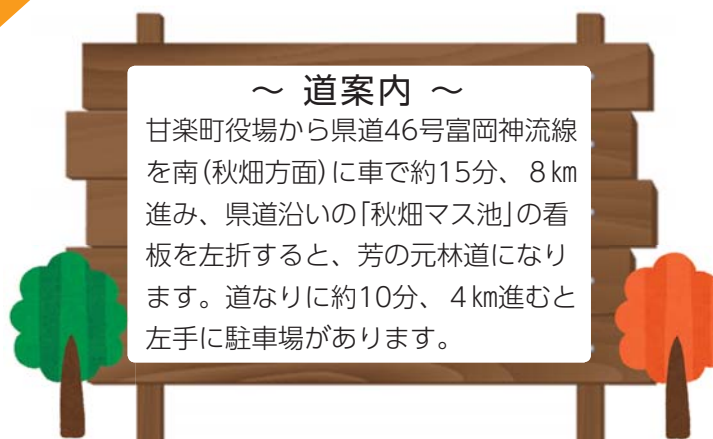 ～ 道案内 ～
甘楽町役場から県道46号富岡神流線
を南(秋畑方面)に車で約15分、８㎞
進み、県道沿いの「秋畑マス池」の看
板を左折すると、芳の元林道になり
ます。道なりに約10分、４㎞進むと
左手に駐車場があります。